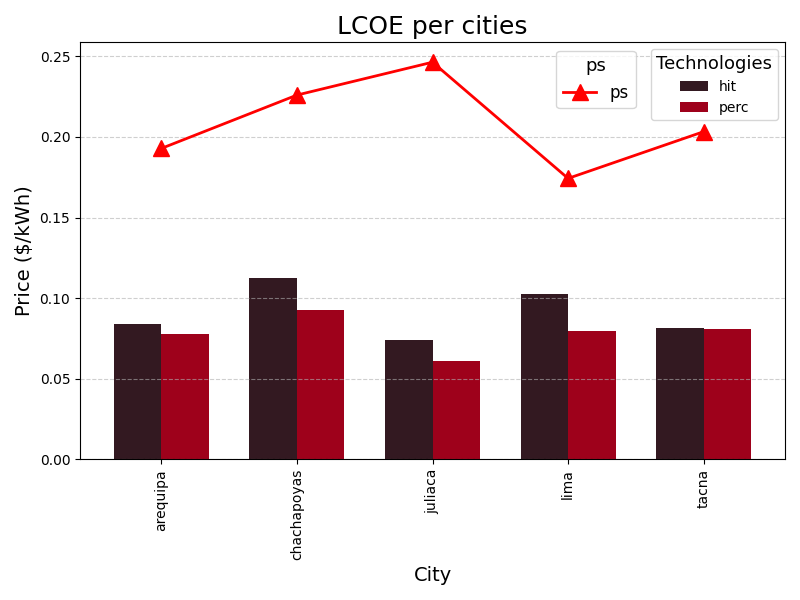 LCOE per cities
Price ($/kWh)
0.25
0.20
0.15
0.10
0.05
0.00
ps
ps
Technologies
hit
perc
arequipa
chachapoyas
juliaca
lima
tacna
City